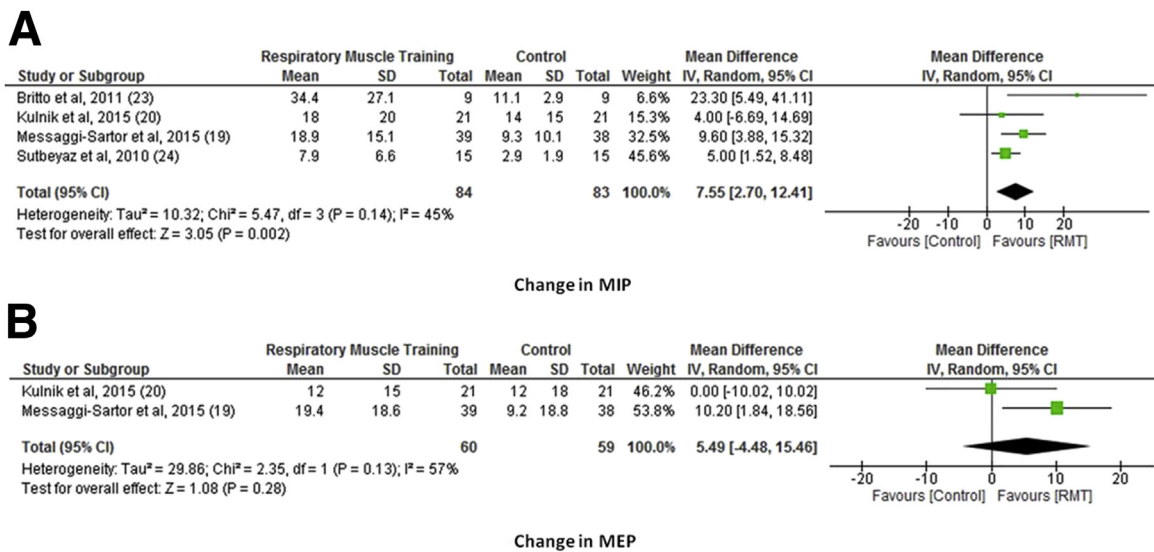 A
Respiratory Muscle Training Control Mean Difference Mean Difference
Study or Subgroup Mean SD Total Mean SD Total Weight IV, Random, 95% CI IV, Random, 95% CI
Britto et al, 2011 (23) 34.4 27.1 9 11.1 2.9 9 6.6% 23.30 [5.49, 41.11]
Kulnik et al, 2015 (20) 18 20 21 14 15 21 15.3% 4.00 [-6.69, 14.69]
Messaggi-Sartor et al, 2015 (19) 18.9 15.1 39 9.3 10.1 38 32.5% 9.60 [3.88, 15.32]
Sutbeyaz et al, 2010 (24) 7.9 6.6 15 2.9 1.9 15 45.6% 5.00 [1.52, 8.48]
Total (95% CI) 84 83 100.0% 7.55 [2.70, 12.41]
Heterogeneity: Tau² = 10.32; Chi² = 5.47, df = 3 (P = 0.14); I² = 45%
Test for overall effect: Z = 3.05 (P = 0.002)
-20 -10 0 10 20
Favours [Control] Favours [RMT]
Change in MIP
B
Respiratory Muscle Training Control Mean Difference Mean Difference
Study or Subgroup Mean SD Total Mean SD Total Weight IV, Random, 95% CI IV, Random, 95% CI
Kulnik et al, 2015 (20) 12 15 21 12 18 21 46.2% 0.00 [-10.02, 10.02]
Messaggi-Sartor et al, 2015 (19) 19.4 18.6 39 9.2 18.8 38 53.8% 10.20 [1.84, 18.56]
Total (95% CI) 60 59 100.0% 5.49 [-4.48, 15.46]
Heterogeneity: Tau² = 29.86; Chi² = 2.35, df = 1 (P = 0.13); I² = 57%
Test for overall effect: Z = 1.08 (P = 0.28)
-20 -10 0 10 20
Favours [Control] Favours [RMT]
Change in MEP